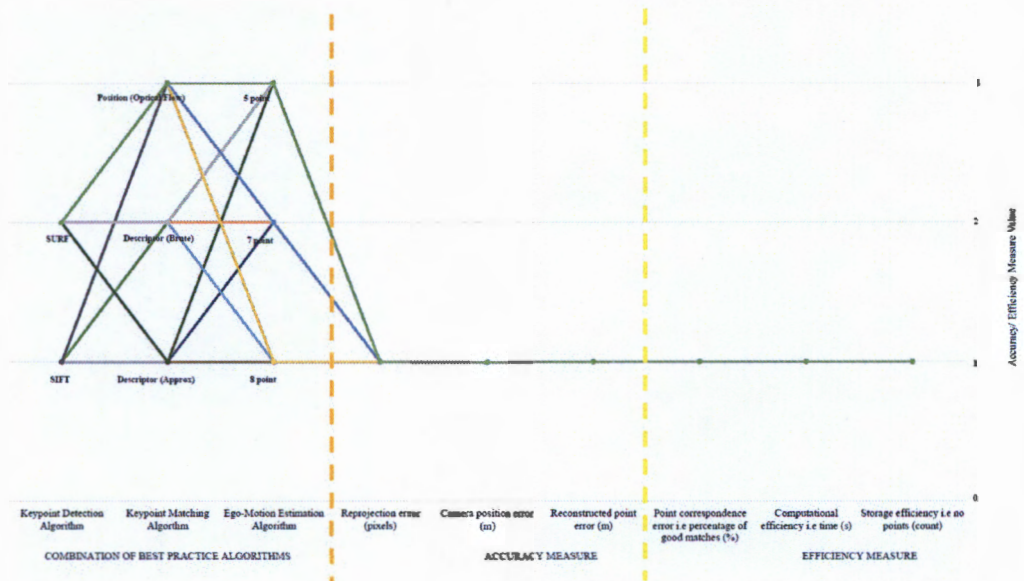 Position (Optical Flow)
5 point
3
SURF
Descriptor (Brute)
7 point
2
SIFT
Descriptor (Approx)
8 point
1
0
Accuracy/ Efficiency Measure Value
Keypoint Detection
Algorithm
Keypoint Matching
Algorithm
Ego-Motion Estimation
Algorithm
Reprojection error
(pixels)
Camera position error
(m)
Reconstructed point
error (m)
Point correspondence
error i.e percentage of
good matches (%)
Computational
efficiency i.e time (s)
Storage efficiency i.e no
points (count)
COMBINATION OF BEST PRACTICE ALGORITHMS
ACCURACY MEASURE
EFFICIENCY MEASURE